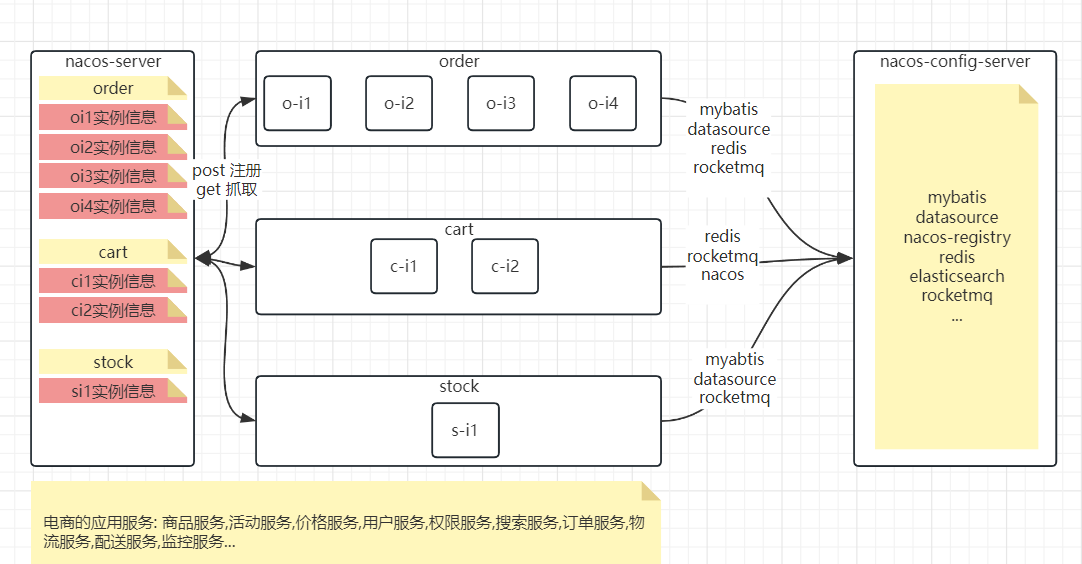 nacos-server
order
oi1实例信息
oi2实例信息
oi3实例信息
oi4实例信息
cart
ci1实例信息
ci2实例信息
stock
si1实例信息
post 注册
get 抓取
order
o-i1
o-i2
o-i3
o-i4
cart
c-i1
c-i2
stock
s-i1
mybatis
datasource
redis
rocketmq
redis
rocketmq
nacos
myabtis
datasource
rocketmq
nacos-config-server
mybatis
datasource
nacos-registry
redis
elasticsearch
rocketmq
...
电商的应用服务: 商品服务,活动服务,价格服务,用户服务,权限服务,搜索服务,订单服务,物
流服务,配送服务,监控服务...